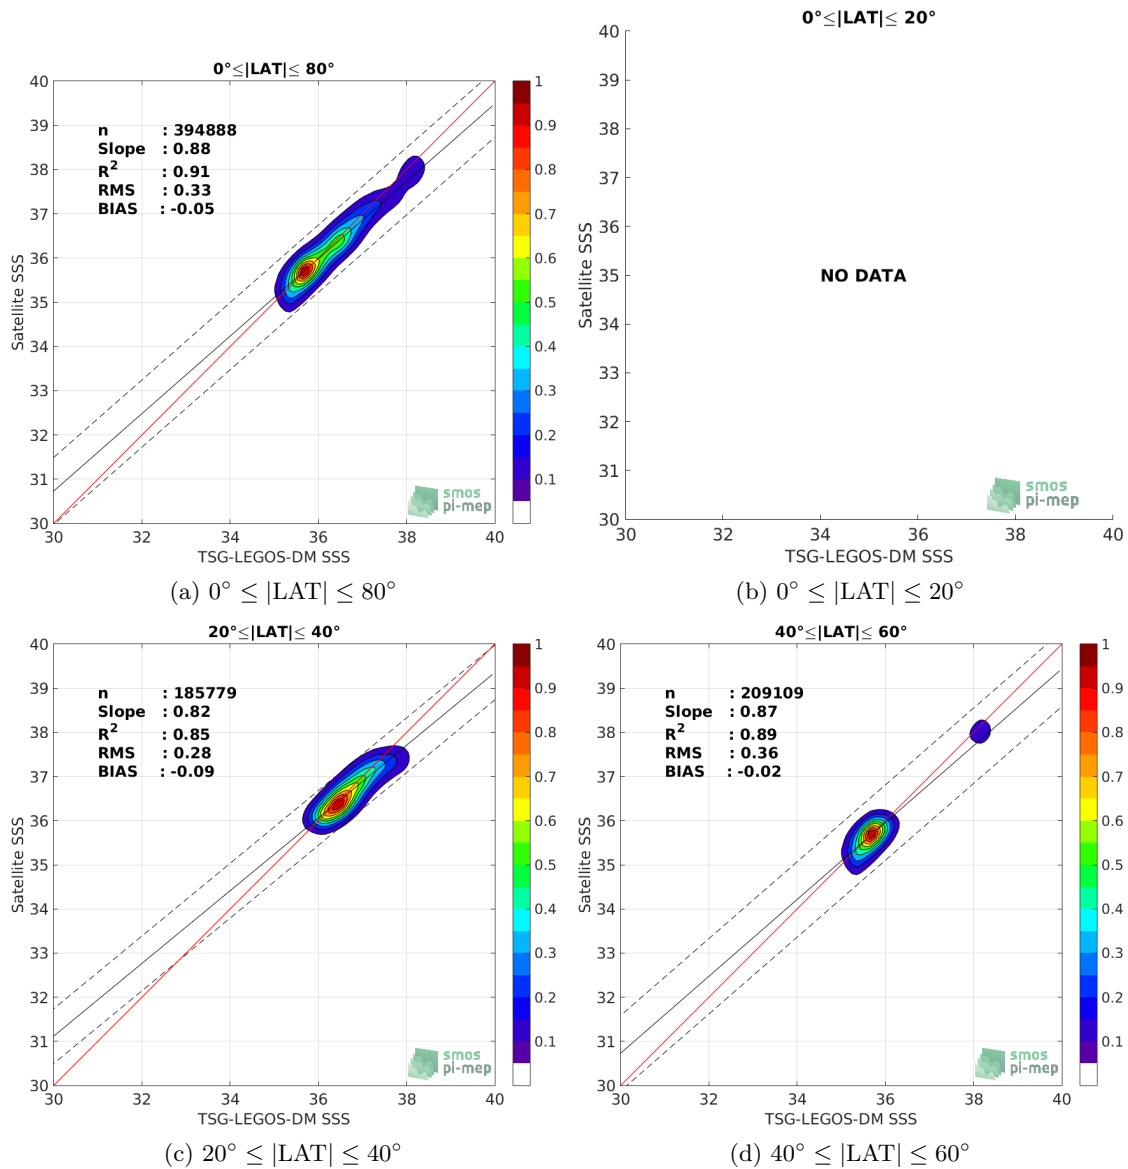 0°≤|LAT|≤ 80°
n : 394888
Slope : 0.88
R² : 0.91
RMS : 0.33
BIAS : -0.05
40
39
38
37
36
35
34
33
32
31
30
Satellite SSS
30 32 34 36 38 40
TSG-LEGOS-DM SSS
1
0.9
0.8
0.7
0.6
0.5
0.4
0.3
0.2
0.1
smos
pi-mep
(a) 0° ≤ |LAT| ≤ 80°
0°≤|LAT|≤ 20°
40
39
38
37
36
35
34
33
32
31
30
Satellite SSS
NO DATA
30 32 34 36 38 40
TSG-LEGOS-DM SSS
smos
pi-mep
(b) 0° ≤ |LAT| ≤ 20°
20°≤|LAT|≤ 40°
n : 185779
Slope : 0.82
R² : 0.85
RMS : 0.28
BIAS : -0.09
40
39
38
37
36
35
34
33
32
31
30
Satellite SSS
30 32 34 36 38 40
TSG-LEGOS-DM SSS
1
0.9
0.8
0.7
0.6
0.5
0.4
0.3
0.2
0.1
smos
pi-mep
(c) 20° ≤ |LAT| ≤ 40°
40°≤|LAT|≤ 60°
n : 209109
Slope : 0.87
R² : 0.89
RMS : 0.36
BIAS : -0.02
40
39
38
37
36
35
34
33
32
31
30
Satellite SSS
30 32 34 36 38 40
TSG-LEGOS-DM SSS
1
0.9
0.8
0.7
0.6
0.5
0.4
0.3
0.2
0.1
smos
pi-mep
(d) 40° ≤ |LAT| ≤ 60°